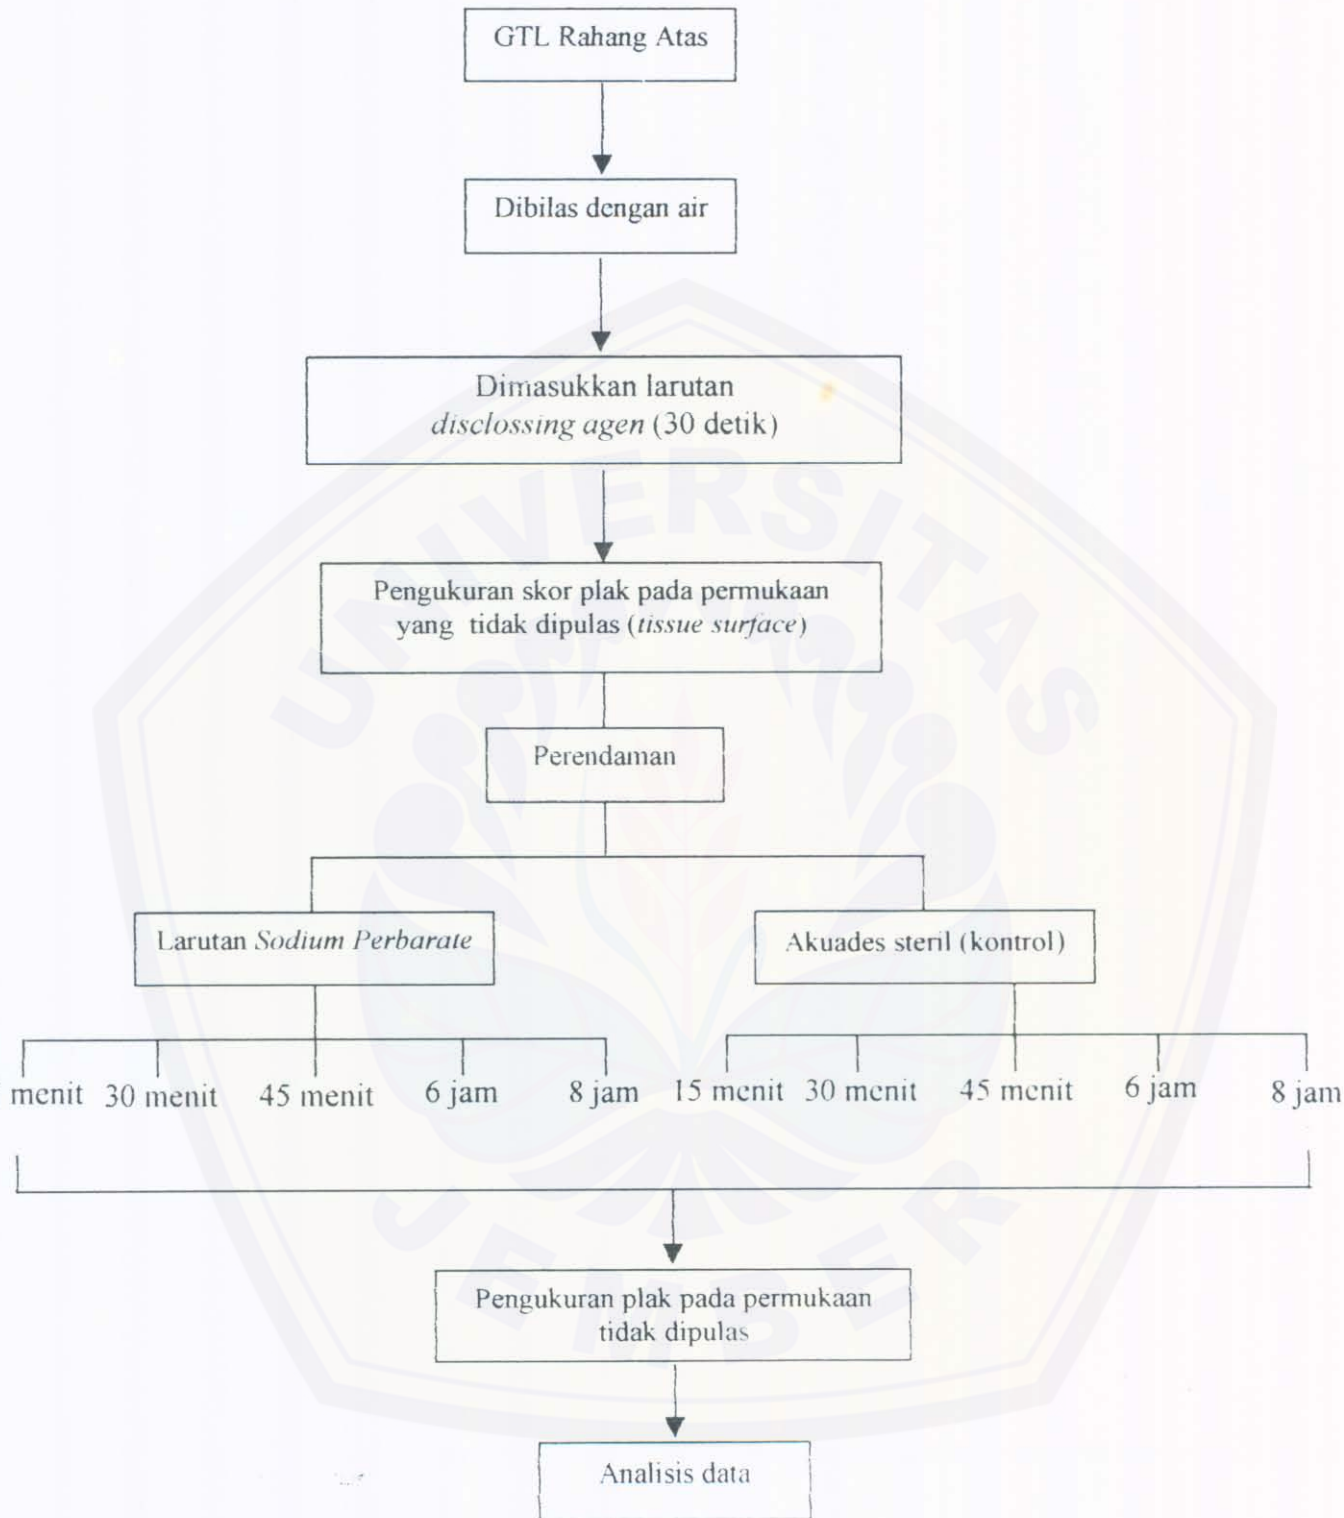 GTL Rahang Atas
Dibilas dengan air
Dimasukkan larutan
disclossing agen (30 detik)
Pengukuran skor plak pada permukaan
yang tidak dipulas (tissue surface)
Perendaman
Larutan Sodium Perbarate
Akuades steril (kontrol)
menit 30 menit 45 menit 6 jam 8 jam 15 menit 30 menit 45 menit 6 jam 8 jam
Pengukuran plak pada permukaan
tidak dipulas
Analisis data
UNIVERSITAS
JEMBER